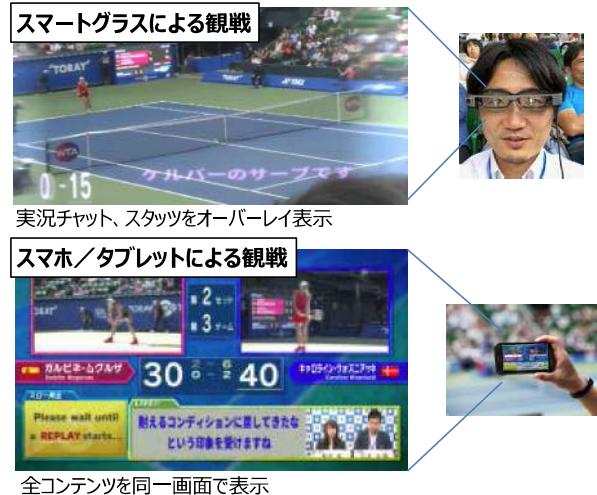 スマートグラスによる観戦
TORAY
TORAY
YONEX
WTA
0-15
ケルバーのサーブです
実況チャット、スタッツをオーバーレイ表示
スマホ／タブレットによる観戦
第2セット
第3ゲーム
ガルビネ・ムグルザ
30
40
キャロライン・ウォズニアッキ
Please wait until
a REPLAY starts...
耐えるコンディションに戻してきたな
という印象を受けますね
全コンテンツを同一画面で表示